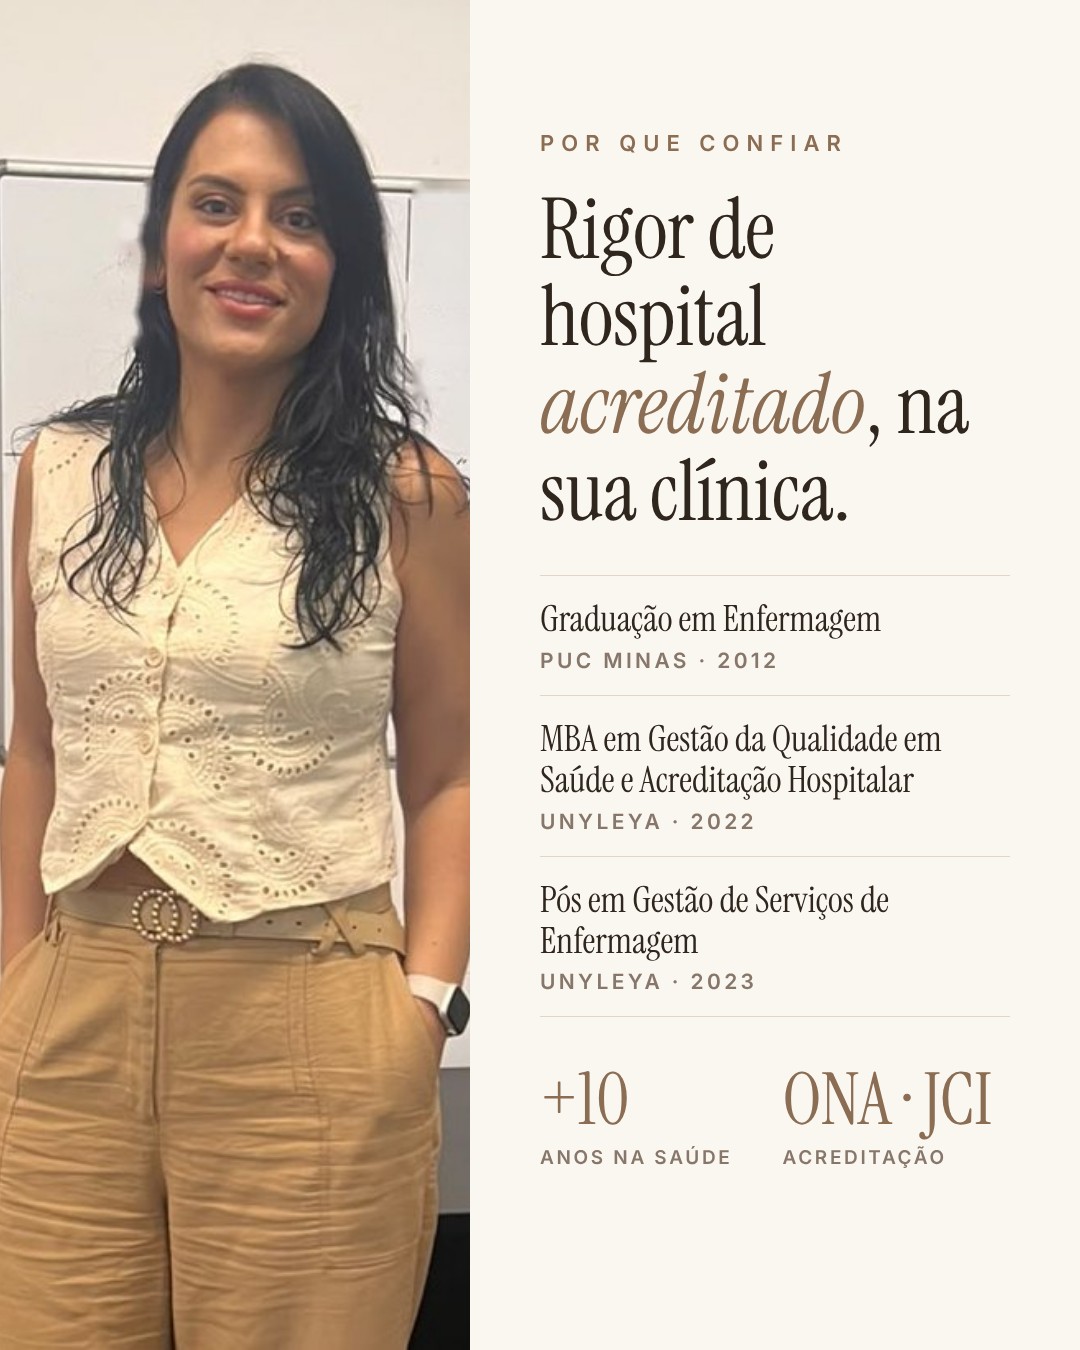 POR QUE CONFIAR
Rigor de
hospital
acreditado, na
sua clínica.
Graduação em Enfermagem
PUC MINAS · 2012
MBA em Gestão da Qualidade em
Saúde e Acreditação Hospitalar
UNYLEYA · 2022
Pós em Gestão de Serviços de
Enfermagem
UNYLEYA · 2023
+10
ANOS NA SAÚDE
ONA · JCI
ACREDITAÇÃO